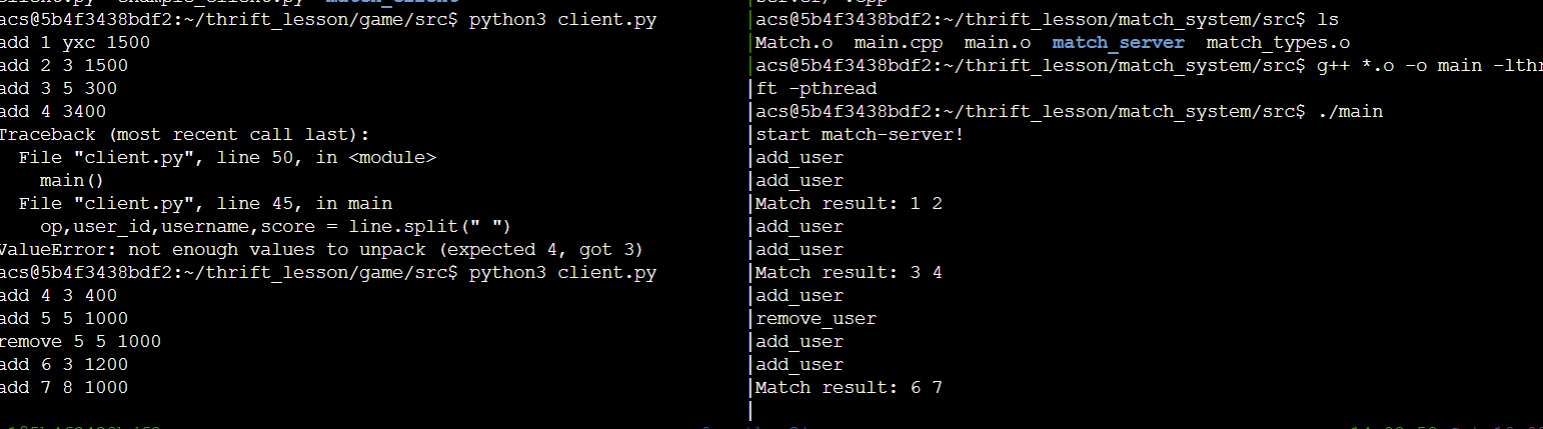 acs@5b4f3438bdf2:~/thrift_lesson/game/src$ python3 client.py
add 1 yxc 1500
add 2 3 1500
add 3 5 300
add 4 3400
Traceback (most recent call last):
File "client.py", line 50, in <module>
main()
File "client.py", line 45, in main
op,user_id,username,score = line.split(" ")
ValueError: not enough values to unpack (expected 4, got 3)
acs@5b4f3438bdf2:~/thrift_lesson/game/src$ python3 client.py
add 4 3 400
add 5 5 1000
remove 5 5 1000
add 6 3 1200
add 7 8 1000
acs@5b4f3438bdf2:~/thrift_lesson/match_system/src$ ls
Match.o main.cpp main.o match_server match_types.o
acs@5b4f3438bdf2:~/thrift_lesson/match_system/src$ g++ *.o -o main -lthr
ft -pthread
acs@5b4f3438bdf2:~/thrift_lesson/match_system/src$ ./main
start match-server!
add_user
add_user
Match result: 1 2
add_user
add_user
Match result: 3 4
add_user
remove_user
add_user
add_user
Match result: 6 7